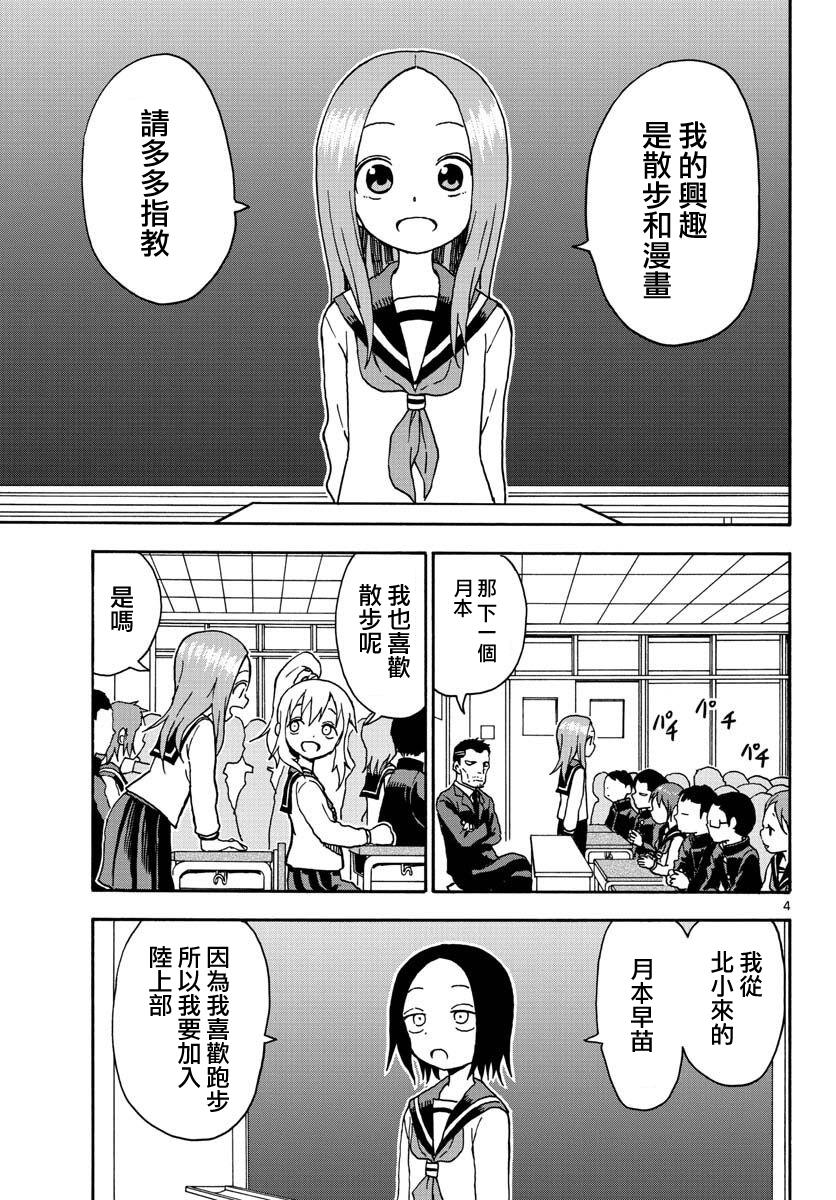 我的興趣
是散步和漫畫
請多多指教
那下一個
月本
パチ
パチ
パチ
我也喜歡
散步呢
是嗎
4
我從
北小來的
月本早苗
因為我喜歡跑步
所以我要加入
陸上部